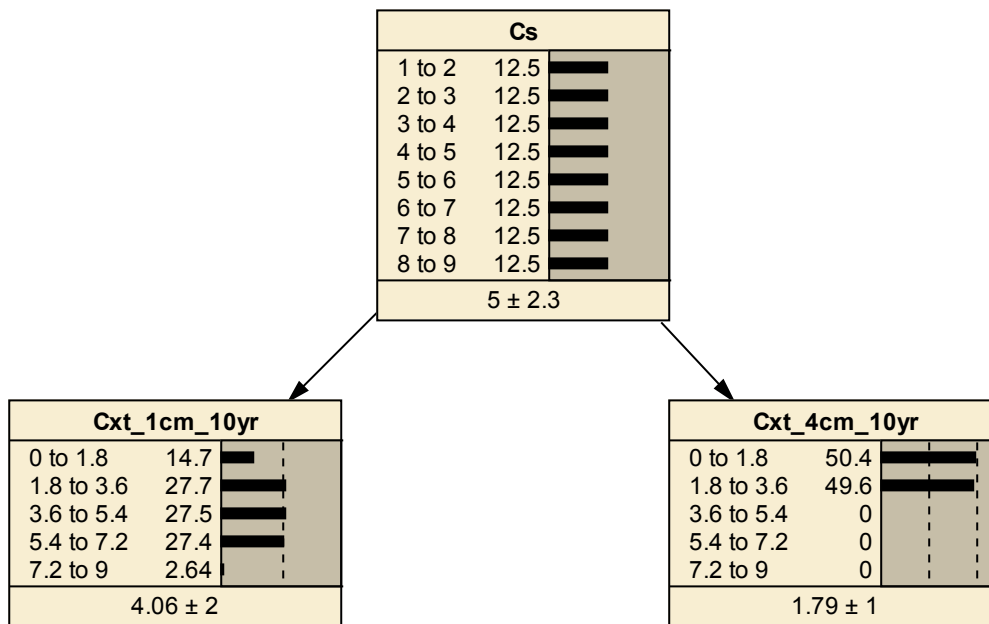 Cs
1 to 2 12.5
2 to 3 12.5
3 to 4 12.5
4 to 5 12.5
5 to 6 12.5
6 to 7 12.5
7 to 8 12.5
8 to 9 12.5
5 ± 2.3
Cxt_1cm_10yr
0 to 1.8 14.7
1.8 to 3.6 27.7
3.6 to 5.4 27.5
5.4 to 7.2 27.4
7.2 to 9 2.64
4.06 ± 2
Cxt_4cm_10yr
0 to 1.8 50.4
1.8 to 3.6 49.6
3.6 to 5.4 0
5.4 to 7.2 0
7.2 to 9 0
1.79 ± 1